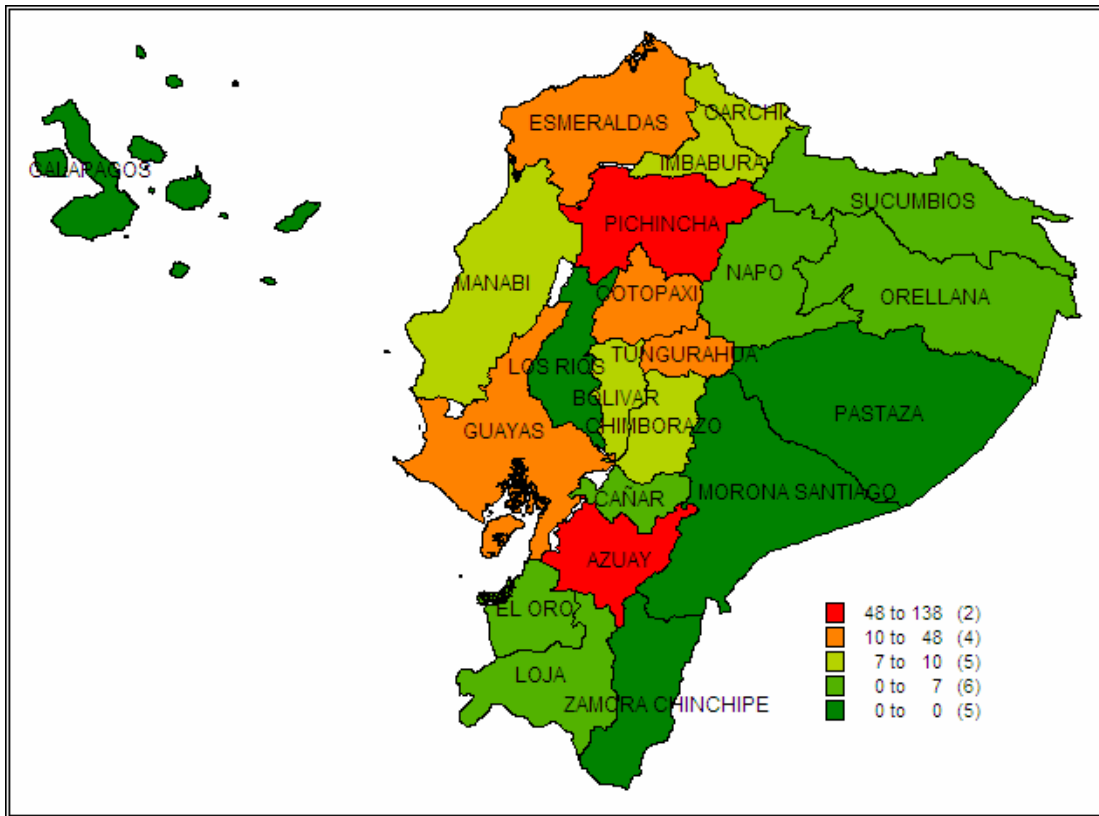 ESMERALDAS
CARCHI
IMBABURA
GALAPAGOS
SUCUMBIOS
PICHINCHA
NAPO
MANABI
COTOPAXI
ORELLANA
LOS RIOS
TUNGURAHUA
BOLIVAR
PASTAZA
CHIMBORAZO
GUAYAS
MORONA SANTIAGO
CAÑAR
AZUAY
EL ORO
LOJA
ZAMORA CHINCHIPE
48 to 138 (2)
10 to 48 (4)
7 to 10 (5)
0 to 7 (6)
0 to 0 (5)